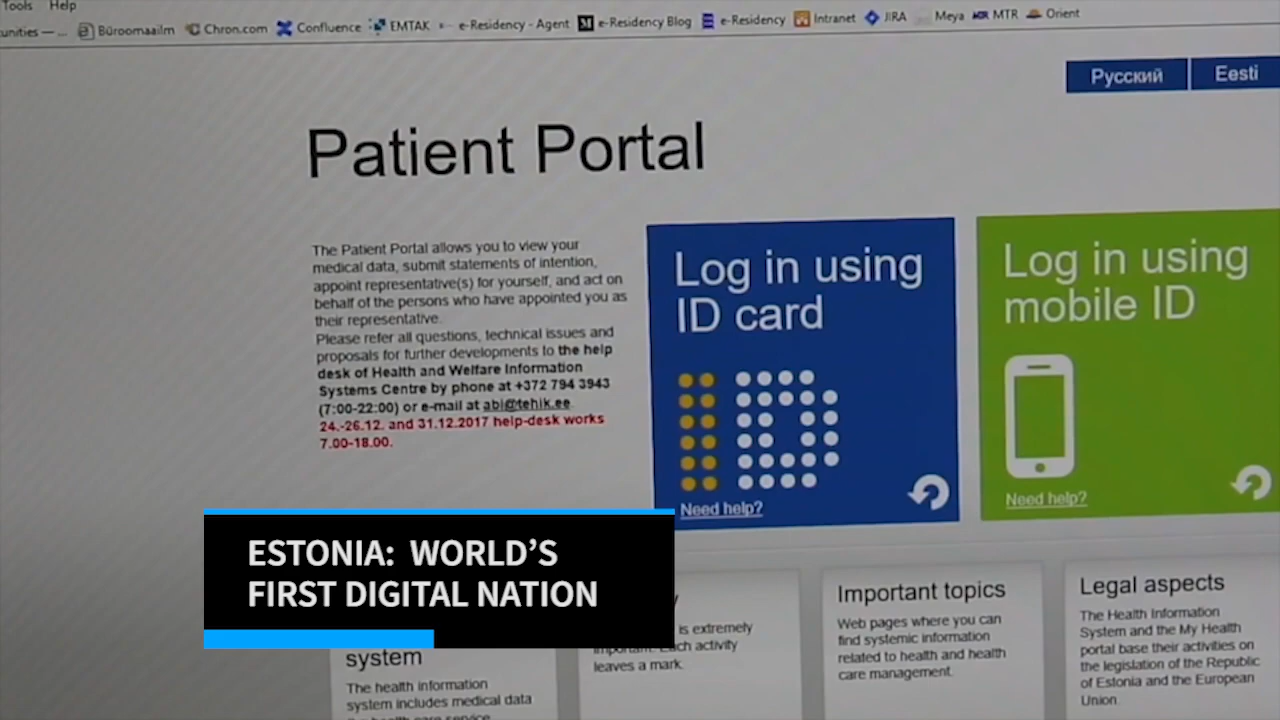 Tools Help
Büroomaailm Chron.com Confluence EMTAK e-Residency - Agent e-Residency Blog e-Residency Intranet JIRA Meya MTR Orient
Русский Eesti
Patient Portal
The Patient Portal allows you to view your
medical data, submit statements of intention,
appoint representative(s) for yourself, and act on
behalf of the persons who have appointed you as
their representative.
Please refer all questions, technical issues and
proposals for further developments to the help
desk of Health and Welfare Information
Systems Centre by phone at +372 794 3943
(7:00-22:00) or e-mail at abi@tehik.ee.
24.-26.12. and 31.12.2017 help-desk works
7.00-18.00.
Log in using
ID card
ID
Need help?
Log in using
mobile ID
Need help?
ESTONIA: WORLD'S
FIRST DIGITAL NATION
system
The health information
system includes medical data
is extremely
important. Each activity
leaves a mark.
Important topics
Web pages where you can
find systemic information
related to health and health
care management.
Legal aspects
The Health Information
System and the My Health
portal base their activities on
the legislation of the Republic
of Estonia and the European
Union.